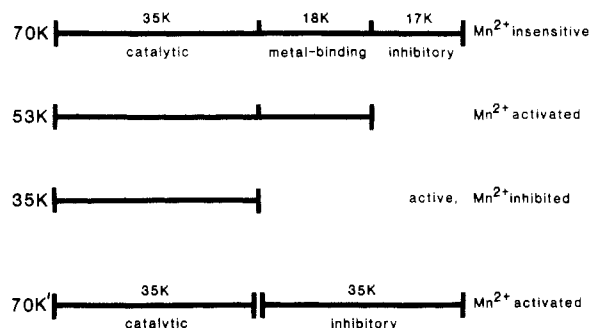 35K 18K 17K
70K Mn2+ insensitive
catalytic metal-binding inhibitory
53K Mn2+ activated
35K active, Mn2+ inhibited
35K 35K
70K' Mn2+ activated
catalytic inhibitory